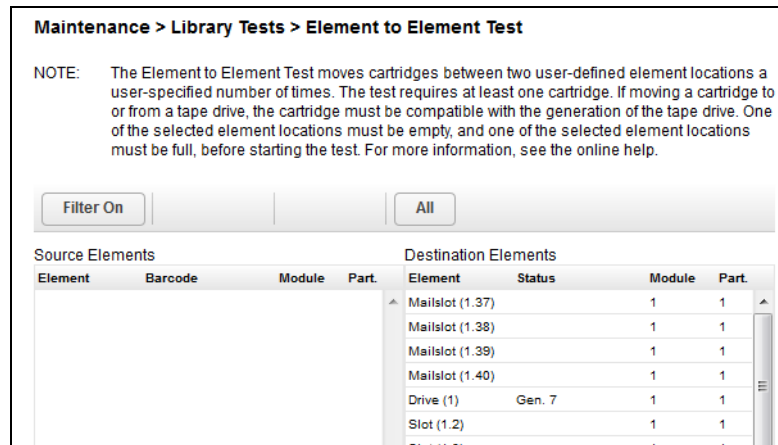 Maintenance > Library Tests > Element to Element Test
NOTE: The Element to Element Test moves cartridges between two user-defined element locations a
user-specified number of times. The test requires at least one cartridge. If moving a cartridge to
or from a tape drive, the cartridge must be compatible with the generation of the tape drive. One
of the selected element locations must be empty, and one of the selected element locations
must be full, before starting the test. For more information, see the online help.
Filter On All
Source Elements Destination Elements
Element Barcode Module Part. Element Status Module Part.
Mailslot (1.37) 1 1
Mailslot (1.38) 1 1
Mailslot (1.39) 1 1
Mailslot (1.40) 1 1
Drive (1) Gen. 7 1 1
Slot (1.2) 1 1